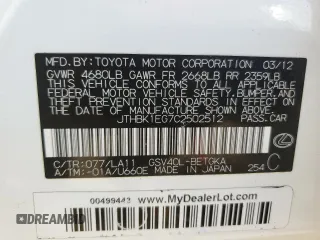 MFD. BY: TOYOTA MOTOR CORPORATION 03/12
GVWR 4680LB GAWR FR 2668LB RR 2359LB
THIS VEHICLE CONFORMS TO ALL APPLICABLE FEDERAL MOTOR VEHICLE SAFETY, BUMPER, AND THEFT PREVENTION STANDARDS IN EFFECT ON THE DATE OF MANUFACTURE SHOWN ABOVE.
JTHBK1EG7C2502512 PASS.CAR
C/TR:077/LA11 GSV40L-BETGKA
A/TM:-01A/U660E MADE IN JAPAN 254 C
00499443 MyDealerLot.com
© DREAMBID AUTOMOTIVE